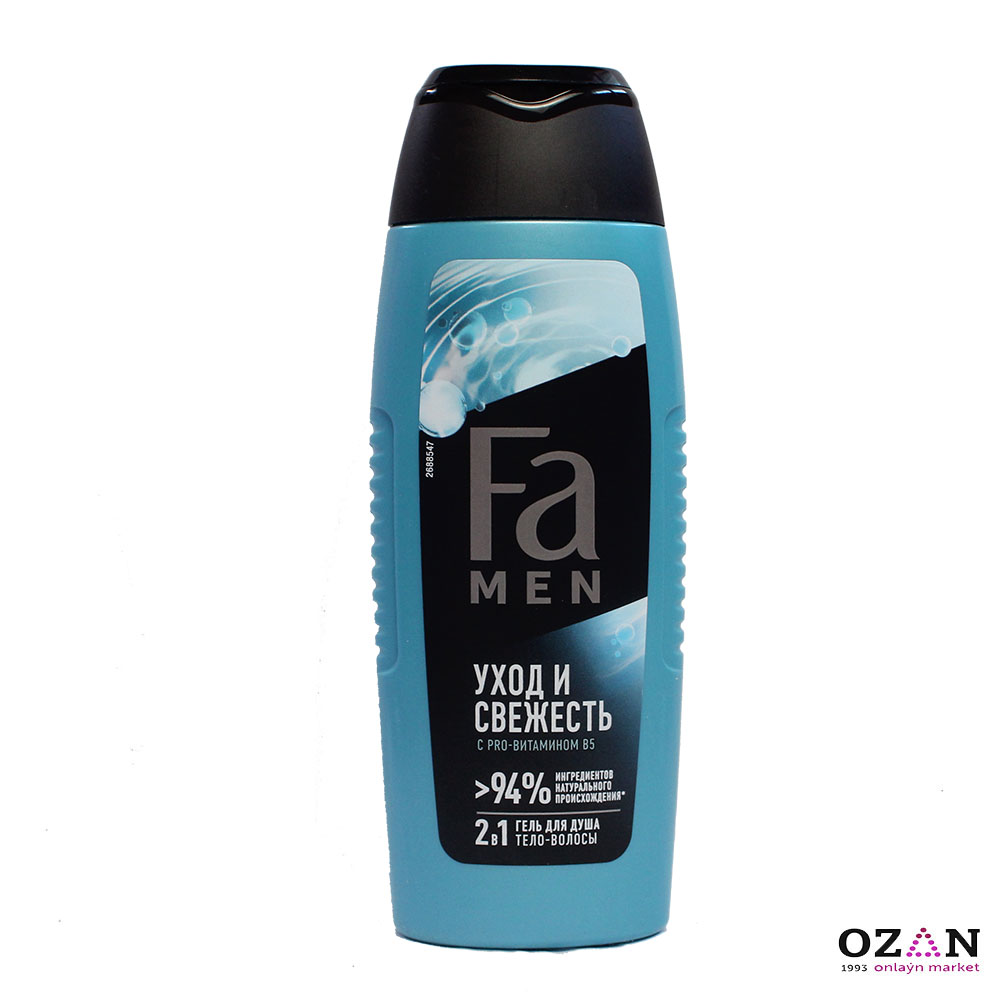 2688547
Fa
MEN
УХОД И
СВЕЖЕСТЬ
С PRO-ВИТАМИНОМ B5
>94% ИНГРЕДИЕНТОВ
НАТУРАЛЬНОГО
ПРОИСХОЖДЕНИЯ*
2в1 ГЕЛЬ ДЛЯ ДУША
ТЕЛО-ВОЛОСЫ
OZAN
1993 onlaýn market